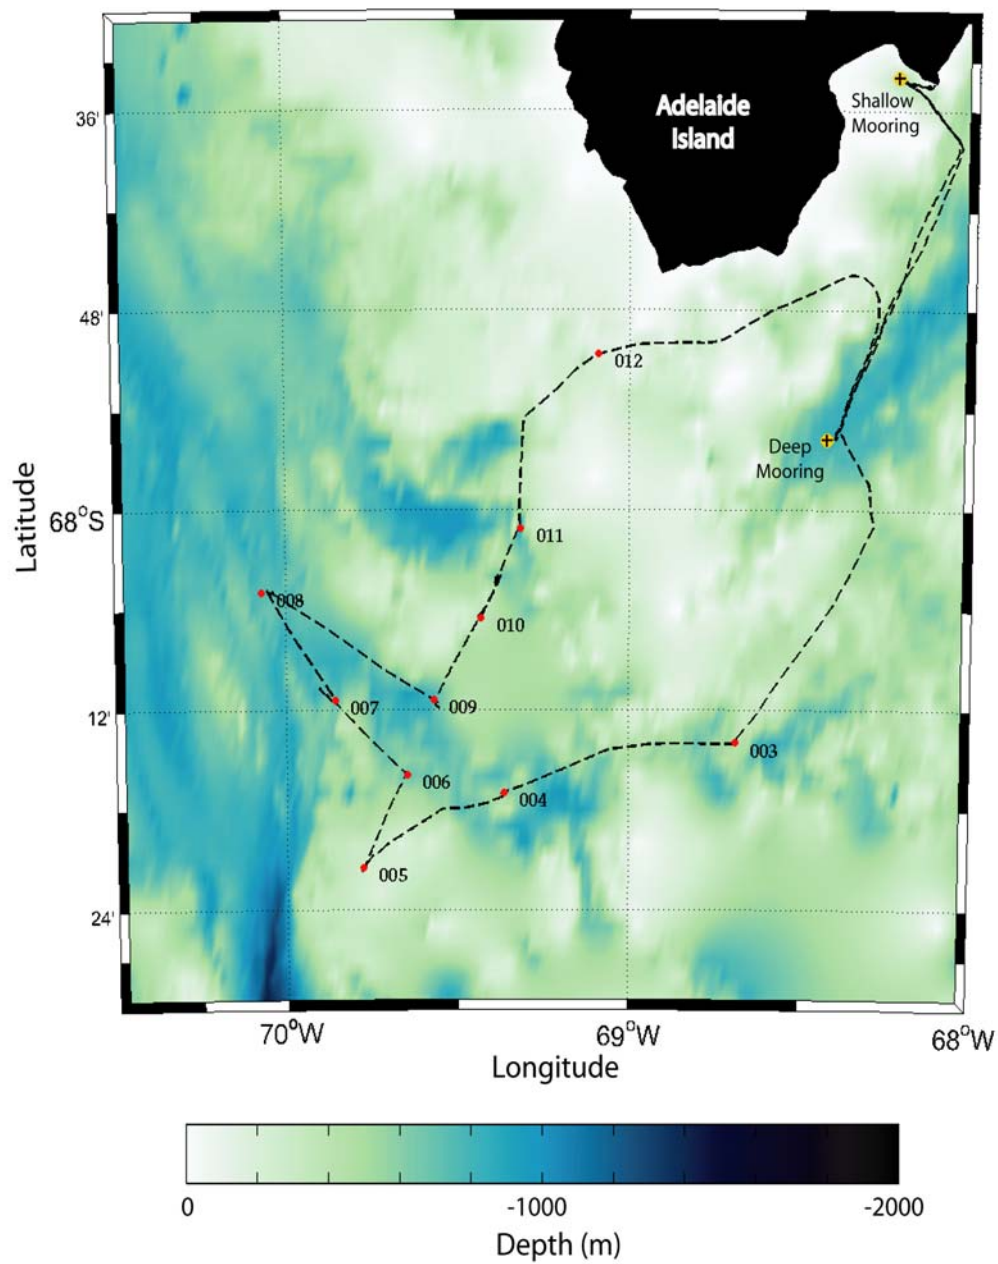 Adelaide
Island
Shallow
Mooring
36'
48'
012
Deep
Mooring
68°S
011
008
010
007
009
12'
003
006
004
005
24'
Latitude
70°W
69°W
68°W
Longitude
0
-1000
-2000
Depth (m)